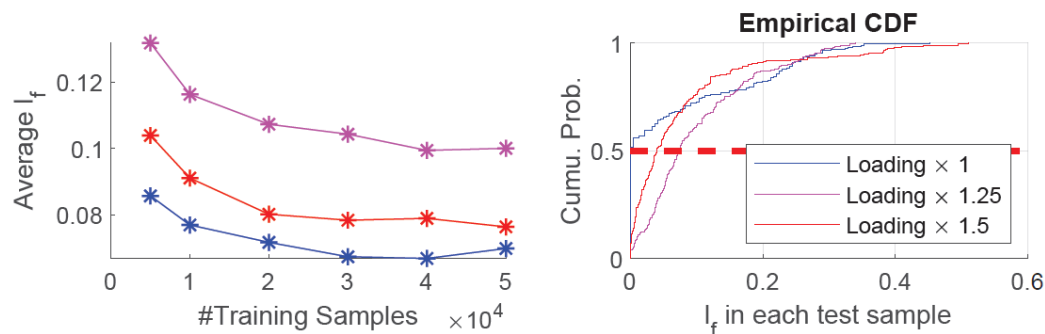 Average I_f
0.12
0.1
0.08
0
1
2
3
4
5
#Training Samples
×10^4
Empirical CDF
Cumu. Prob.
1
0.5
0
Loading × 1
Loading × 1.25
Loading × 1.5
0
0.2
0.4
0.6
I_f in each test sample